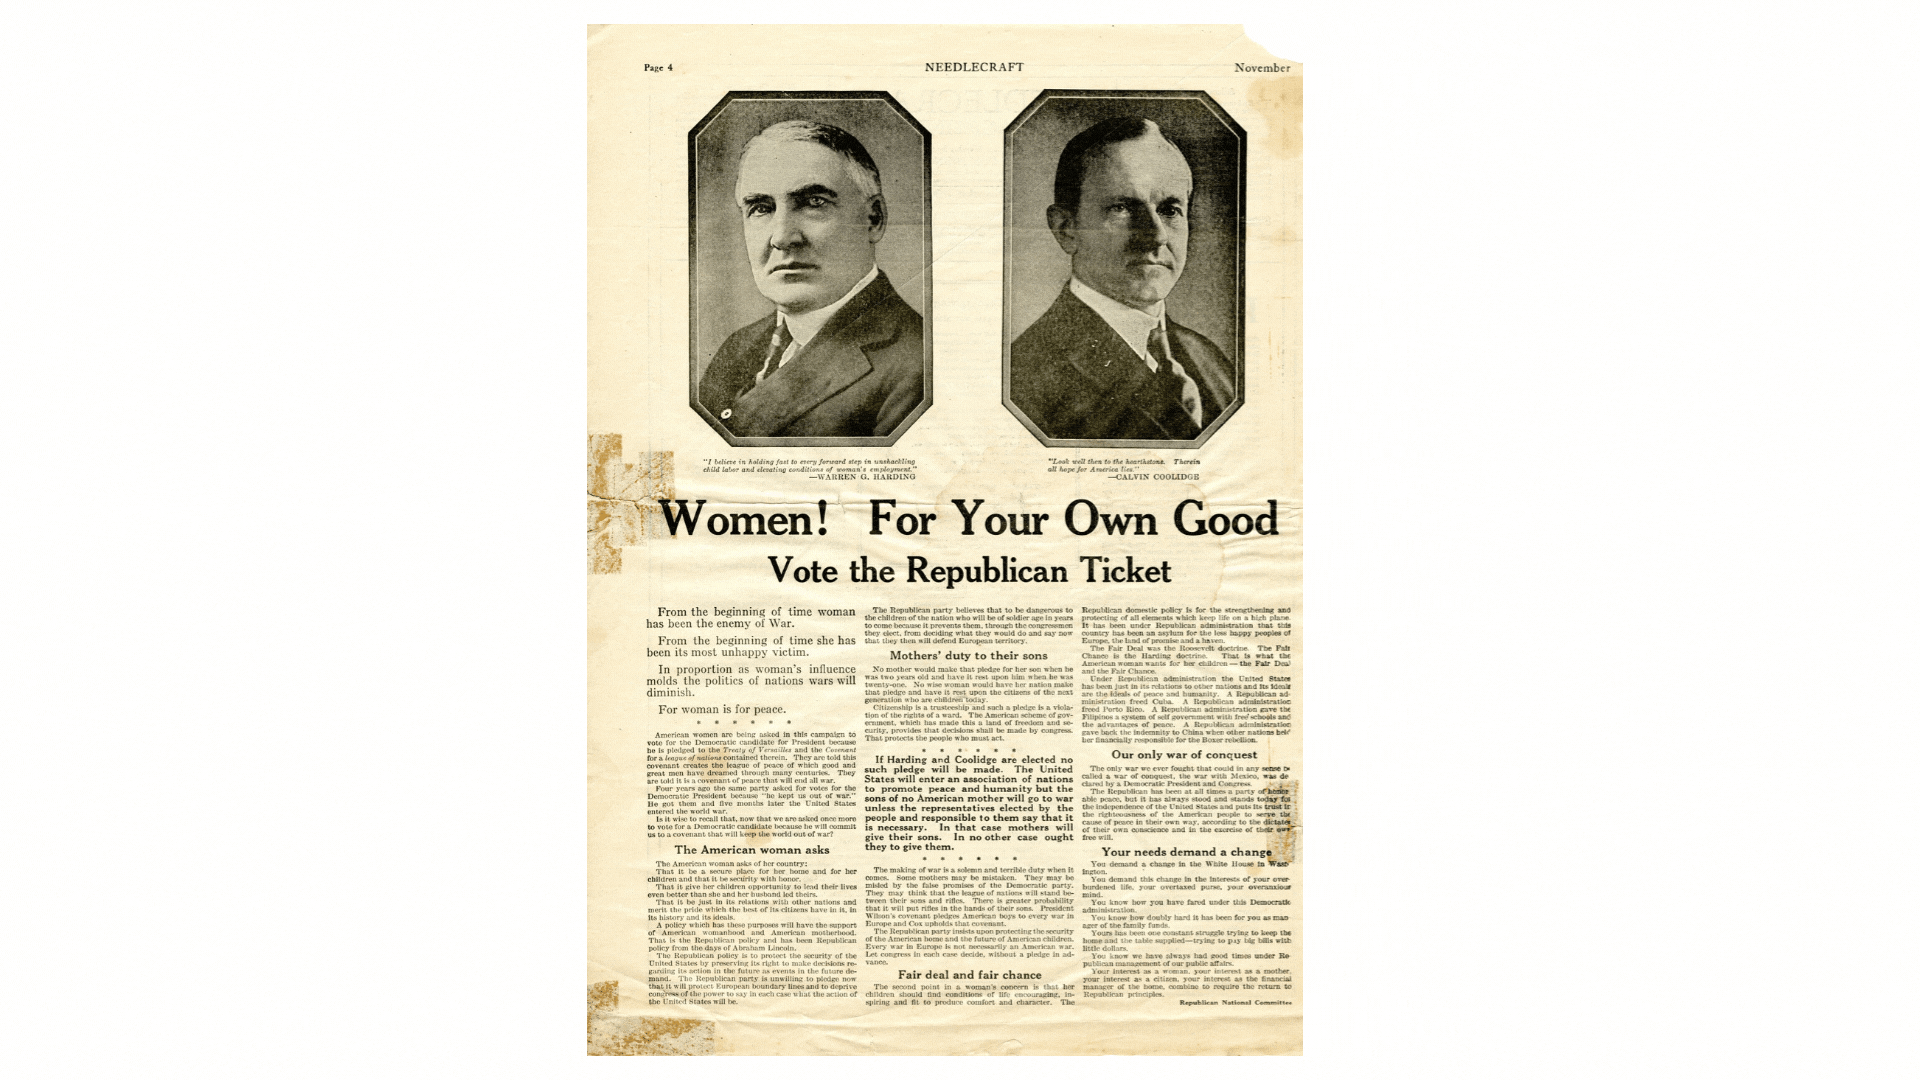 Page 4
NEEDLECRAFT
November
"I believe in holding fast to every forward step in unshackling
child labor and elevating conditions of woman's employment."
—WARREN G. HARDING
"Look well then to the hearthstone. Therein
all hope for America lies."
—CALVIN COOLIDGE
Women! For Your Own Good
Vote the Republican Ticket
From the beginning of time woman
has been the enemy of War.
From the beginning of time she has
been its most unhappy victim.
In proportion as woman's influence
molds the politics of nations wars will
diminish.
For woman is for peace.
* * * * * *
American women are being asked in this campaign to
vote for the Democratic candidate for President because
he is pledged to the Treaty of Versailles and the Covenant
for a league of nations contained therein. They are told this
covenant creates the league of peace of which good and
great men have dreamed through many centuries. They
are told it is a covenant of peace that will end all war.
Four years ago the same party asked for votes for the
Democratic President because "he kept us out of war."
He got them and five months later the United States
entered the world war.
Is it wise to recall that, now that we are asked once more
to vote for a Democratic candidate because he will commit
us to a covenant that will keep the world out of war?
The American woman asks
The American woman asks of her country:
That it be a secure place for her home and for her
children and that it be security with honor.
That it give her children opportunity to lead their lives
even better than she and her husband led theirs.
That it be just in its relations with other nations and
merit the pride which the best of its citizens have in it, in
its history and its ideals.
A policy which has these purposes will have the support
of American womanhood and American motherhood.
That is the Republican policy and has been Republican
policy from the days of Abraham Lincoln.
The Republican policy is to protect the security of the
United States by preserving its right to make decisions re-
garding its action in the future as events in the future de-
mand. The Republican party is unwilling to pledge now
that it will protect European boundary lines and to deprive
congress of the power to say in each case what the action of
the United States will be.
The Republican party believes that to be dangerous to
the children of the nation who will be of soldier age in years
to come because it prevents them, through the congressmen
they elect, from deciding what they would do and say now
that they then will defend European territory.
Mothers' duty to their sons
No mother would make that pledge for her son when he
was two years old and have it rest upon him when he was
twenty-one. No wise woman would have her nation make
that pledge and have it rest upon the citizens of the next
generation who are children today.
Citizenship is a trusteeship and such a pledge is a viola-
tion of the rights of a ward. The American scheme of gov-
ernment, which has made this a land of freedom and se-
curity, provides that decisions shall be made by congress.
That protects the people who must act.
* * * * * *
If Harding and Coolidge are elected no
such pledge will be made. The United
States will enter an association of nations
to promote peace and humanity but the
sons of no American mother will go to war
unless the representatives elected by the
people and responsible to them say that it
is necessary. In that case mothers will
give their sons. In no other case ought
they to give them.
* * * * * *
The making of war is a solemn and terrible duty when it
comes. Some mothers may be mistaken. They may be
misled by the false promises of the Democratic party.
They may think that the league of nations will stand be-
tween their sons and rifles. There is greater probability
that it will put rifles in the hands of their sons. President
Wilson's covenant pledges American boys to every war in
Europe and Cox upholds that covenant.
The Republican party insists upon protecting the security
of the American home and the future of American children.
Every war in Europe is not necessarily an American war.
Let congress in each case decide, without a pledge in ad-
vance.
Fair deal and fair chance
The second point in a woman's concern is that her
children should find conditions of life encouraging, in-
spiring and fit to produce comfort and character. The
Republican domestic policy is for the strengthening and
protecting of all elements which keep life on a high plane.
It has been under Republican administration that this
country has been an asylum for the less happy peoples of
Europe, the land of promise and a haven.
The Fair Deal was the Roosevelt doctrine. The Fair
Chance is the Harding doctrine. That is what the
American woman wants for her children — the Fair Deal
and the Fair Chance.
Under Republican administration the United States
has been just in its relations to other nations and its ideals
are the ideals of peace and humanity. A Republican ad-
ministration freed Cuba. A Republican administration
freed Porto Rico. A Republican administration gave the
Filipinos a system of self government with free schools and
the advantages of peace. A Republican administration
gave back the indemnity to China when other nations held
her financially responsible for the Boxer rebellion.
Our only war of conquest
The only war we ever fought that could in any sense be
called a war of conquest, the war with Mexico, was de
clared by a Democratic President and Congress.
The Republican has been at all times a party of honor
able peace, but it has always stood and stands today for
the independence of the United States and puts its trust in
the righteousness of the American people to serve the
cause of peace in their own way, according to the dictates
of their own conscience and in the exercise of their own
free will.
Your needs demand a change
You demand a change in the White House in Wash
ington.
You demand this change in the interests of your over-
burdened life, your overtaxed purse, your overanxious
mind.
You know how you have fared under this Democratic
administration.
You know how doubly hard it has been for you as man
ager of the family funds.
Yours has been one constant struggle trying to keep the
home and the table supplied—trying to pay big bills with
little dollars.
You know we have always had good times under Re-
publican management of our public affairs.
Your interest as a woman, your interest as a mother,
your interest as a citizen, your interest as the financial
manager of the home, combine to require the return to
Republican principles.
Republican National Committee